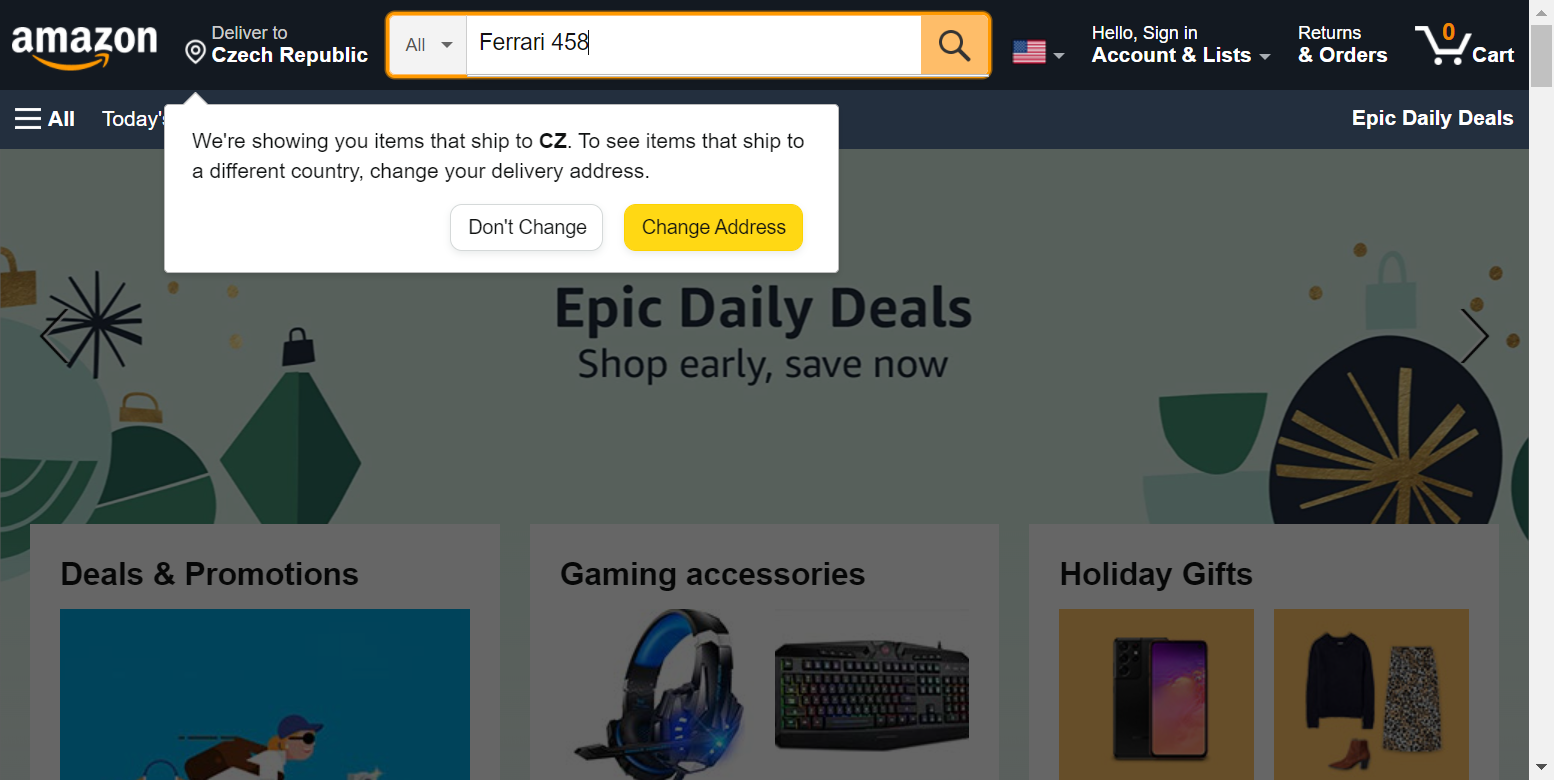 amazon
Deliver to
Czech Republic
All
Ferrari 458
Hello, Sign in
Account & Lists
Returns
& Orders
0
Cart
All
Today's
Epic Daily Deals
We're showing you items that ship to CZ. To see items that ship to
a different country, change your delivery address.
Don't Change
Change Address
Epic Daily Deals
Shop early, save now
Deals & Promotions
Gaming accessories
Holiday Gifts